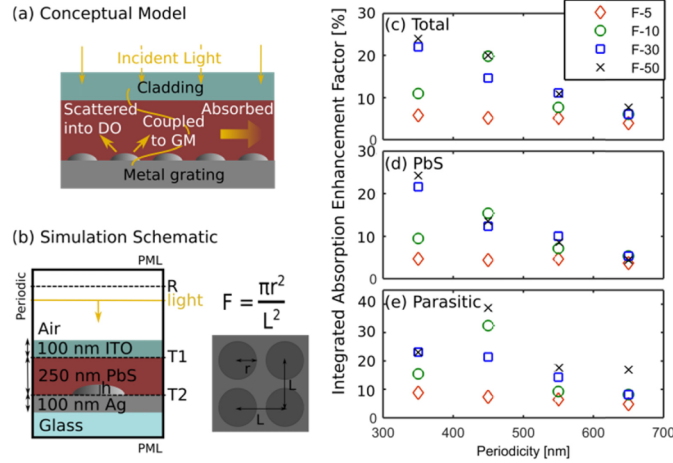 (a) Conceptual Model
Incident Light
Cladding
Scattered
into DO
Coupled
to GM
Absorbed
Metal grating
(b) Simulation Schematic
PML
Periodic
R
light
Air
100 nm ITO
T1
250 nm PbS
h
T2
100 nm Ag
Glass
PML
F = πr²/L²
r
L
L
Integrated Absorption Enhancement Factor [%]
(c) Total
F-5
F-10
F-30
F-50
30
20
10
0
(d) PbS
30
20
10
0
(e) Parasitic
40
30
20
10
0
300
400
500
600
700
Periodicity [nm]